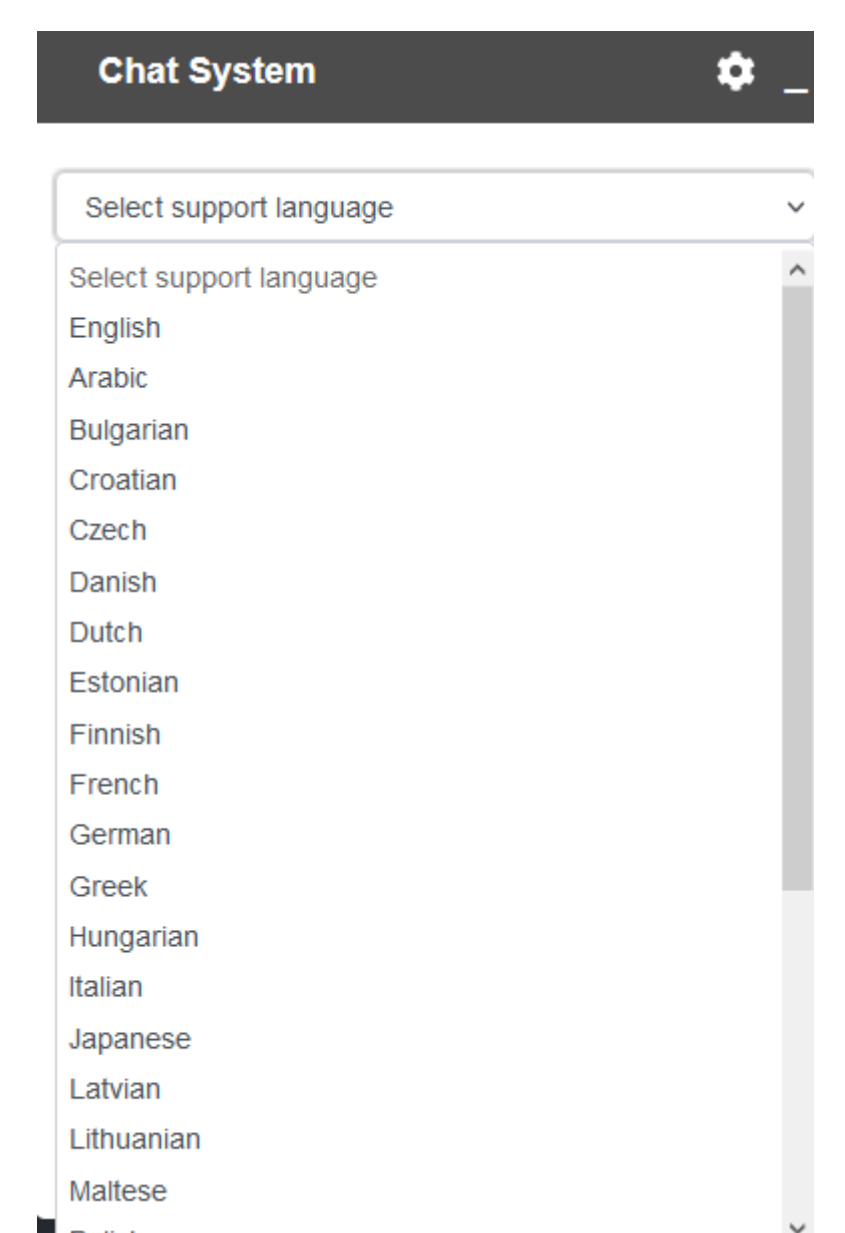 Chat System
Select support language
Select support language
English
Arabic
Bulgarian
Croatian
Czech
Danish
Dutch
Estonian
Finnish
French
German
Greek
Hungarian
Italian
Japanese
Latvian
Lithuanian
Maltese